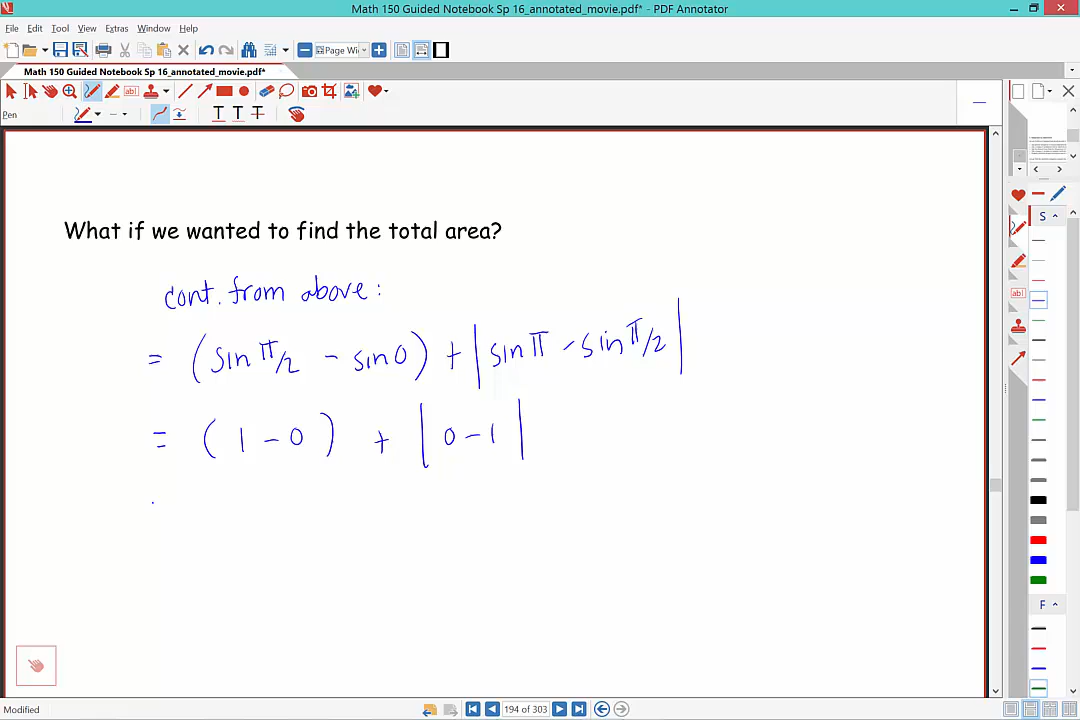 Math 150 Guided Notebook Sp 16_annotated_movie.pdf* - PDF Annotator
File Edit Tool View Extras Window Help
Page Wi
Math 150 Guided Notebook Sp 16_annotated_movie.pdf*
Pen
What if we wanted to find the total area?
cont. from above:
= (sin π/2 - sin 0) + |sin π - sin π/2|
= (1 - 0) + |0 - 1|
S
F
Modified
194 of 303